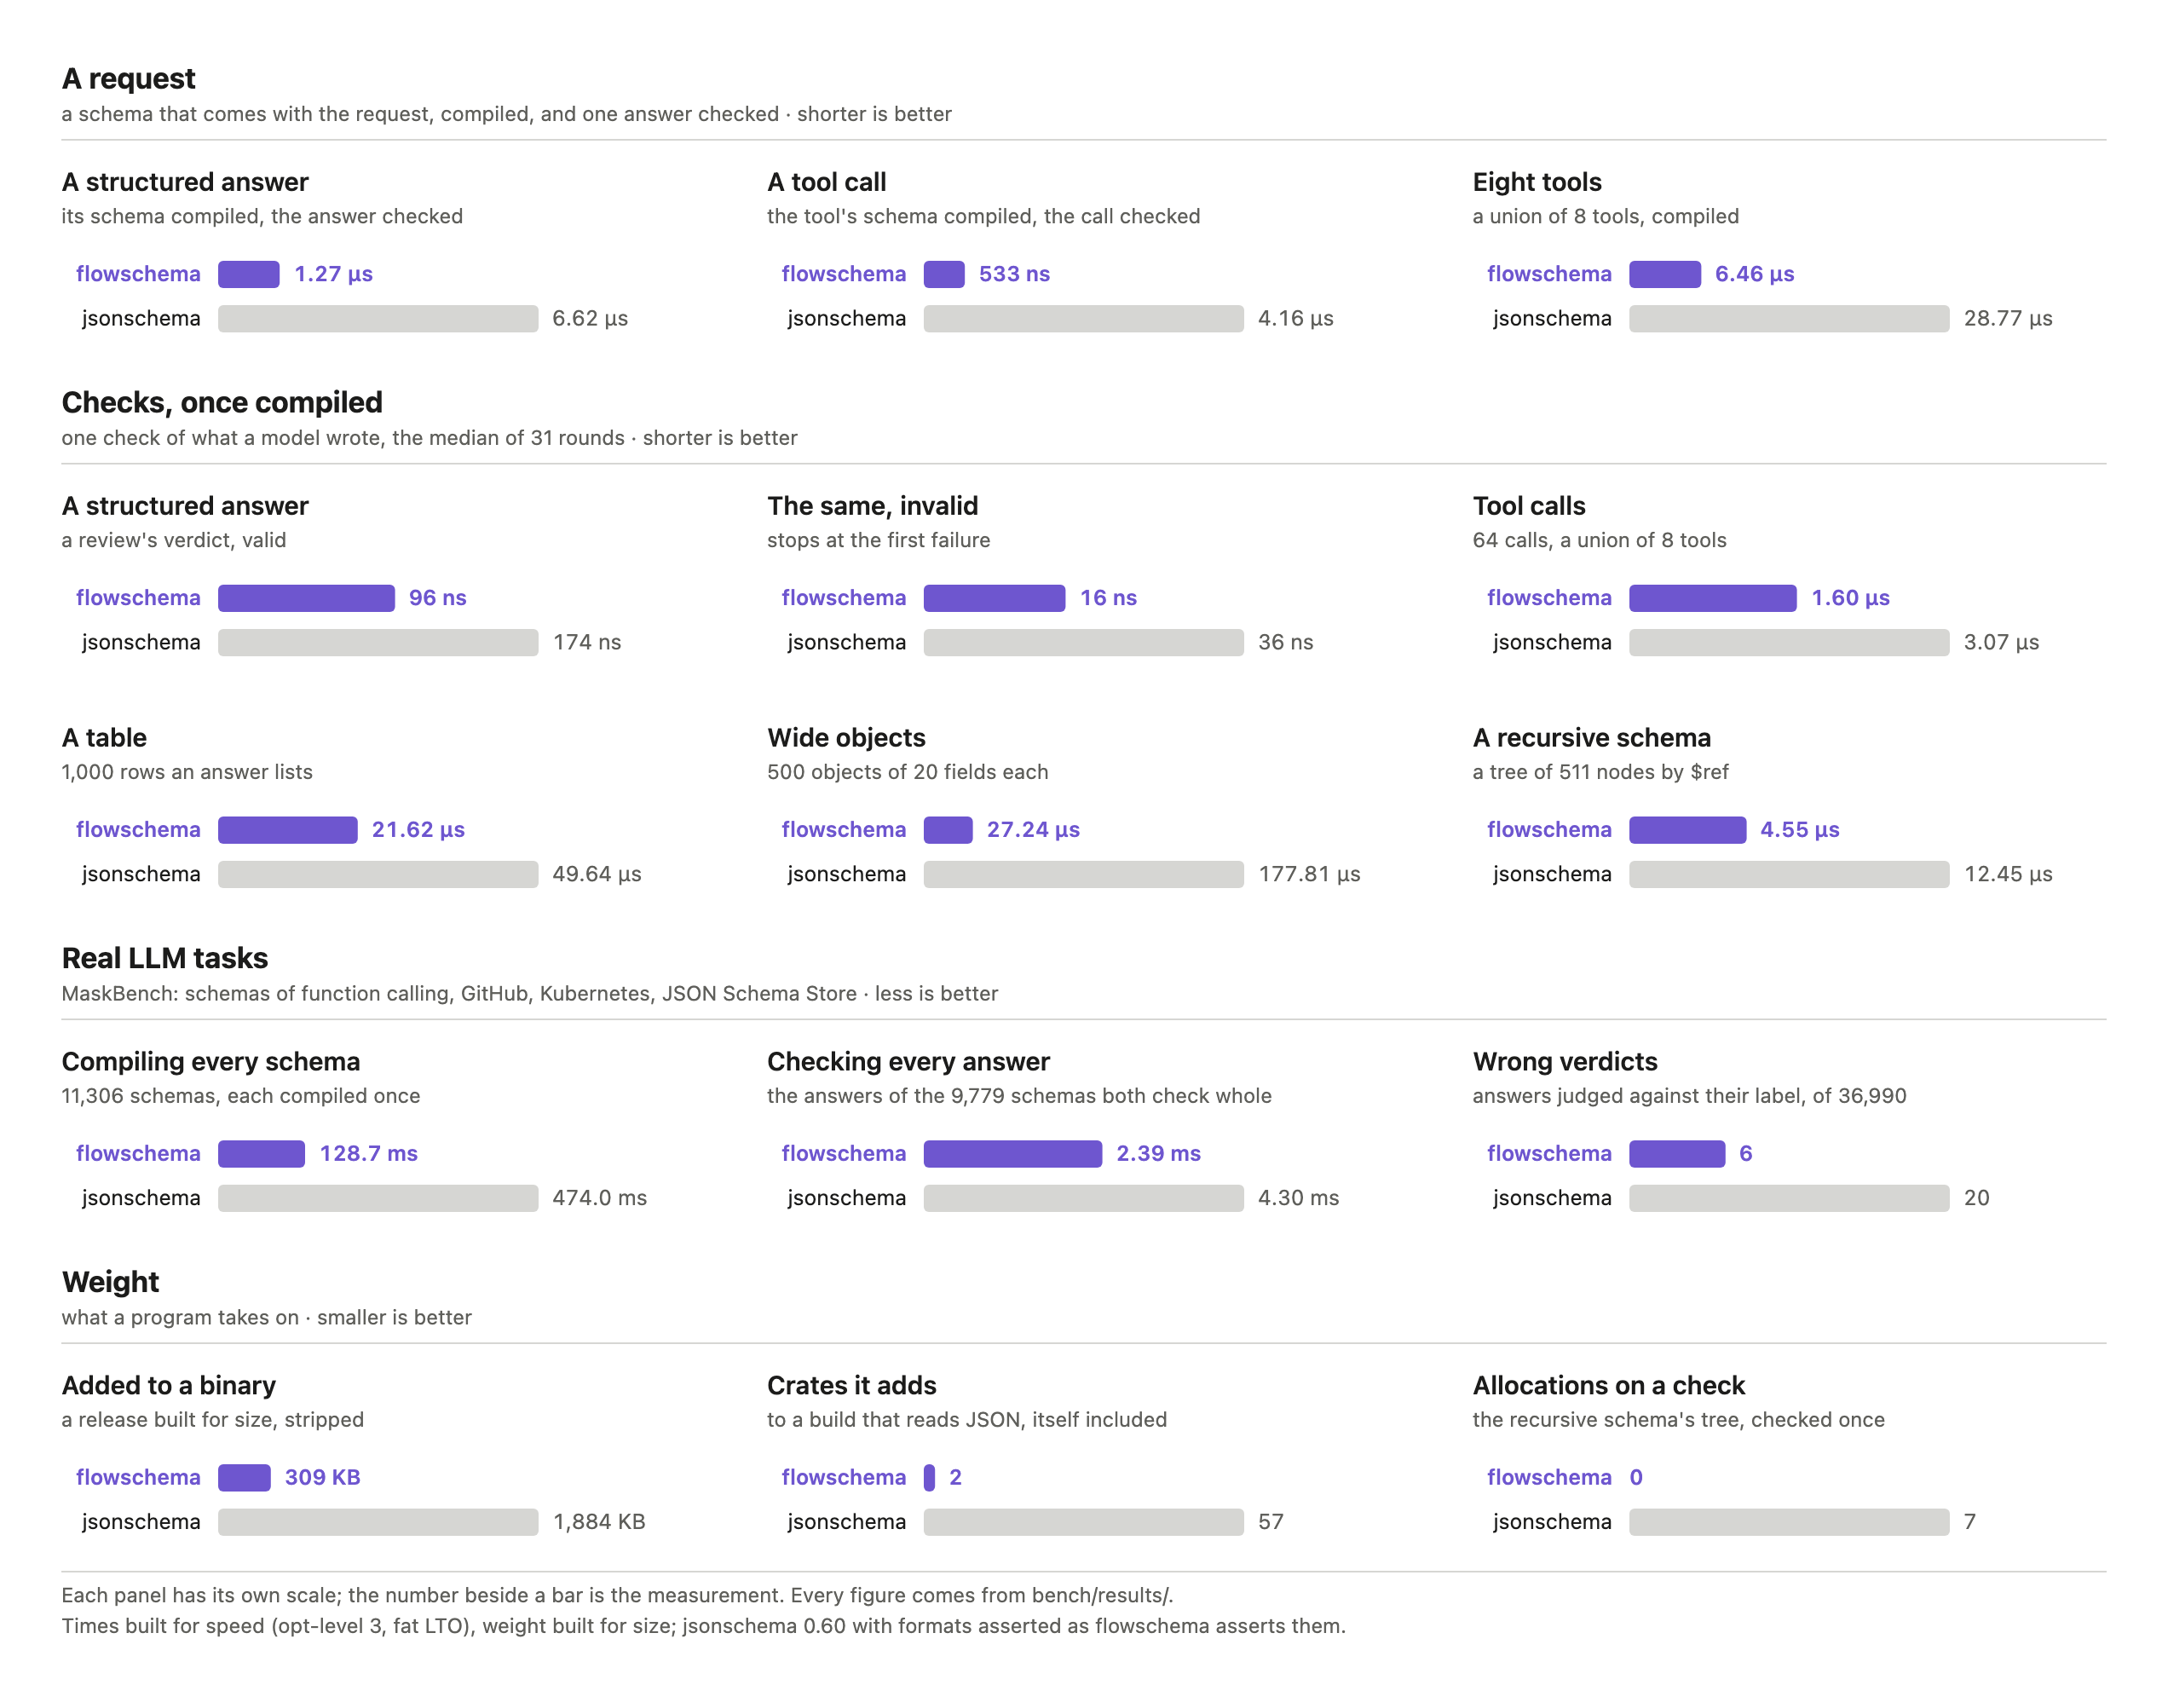 A request
a schema that comes with the request, compiled, and one answer checked · shorter is better
A structured answer
its schema compiled, the answer checked
flowschema 1.27 µs
jsonschema 6.62 µs
A tool call
the tool's schema compiled, the call checked
flowschema 533 ns
jsonschema 4.16 µs
Eight tools
a union of 8 tools, compiled
flowschema 6.46 µs
jsonschema 28.77 µs
Checks, once compiled
one check of what a model wrote, the median of 31 rounds · shorter is better
A structured answer
a review's verdict, valid
flowschema 96 ns
jsonschema 174 ns
The same, invalid
stops at the first failure
flowschema 16 ns
jsonschema 36 ns
Tool calls
64 calls, a union of 8 tools
flowschema 1.60 µs
jsonschema 3.07 µs
A table
1,000 rows an answer lists
flowschema 21.62 µs
jsonschema 49.64 µs
Wide objects
500 objects of 20 fields each
flowschema 27.24 µs
jsonschema 177.81 µs
A recursive schema
a tree of 511 nodes by $ref
flowschema 4.55 µs
jsonschema 12.45 µs
Real LLM tasks
MaskBench: schemas of function calling, GitHub, Kubernetes, JSON Schema Store · less is better
Compiling every schema
11,306 schemas, each compiled once
flowschema 128.7 ms
jsonschema 474.0 ms
Checking every answer
the answers of the 9,779 schemas both check whole
flowschema 2.39 ms
jsonschema 4.30 ms
Wrong verdicts
answers judged against their label, of 36,990
flowschema 6
jsonschema 20
Weight
what a program takes on · smaller is better
Added to a binary
a release built for size, stripped
flowschema 309 KB
jsonschema 1,884 KB
Crates it adds
to a build that reads JSON, itself included
flowschema 2
jsonschema 57
Allocations on a check
the recursive schema's tree, checked once
flowschema 0
jsonschema 7
Each panel has its own scale; the number beside a bar is the measurement. Every figure comes from bench/results/.
Times built for speed (opt-level 3, fat LTO), weight built for size; jsonschema 0.60 with formats asserted as flowschema asserts them.